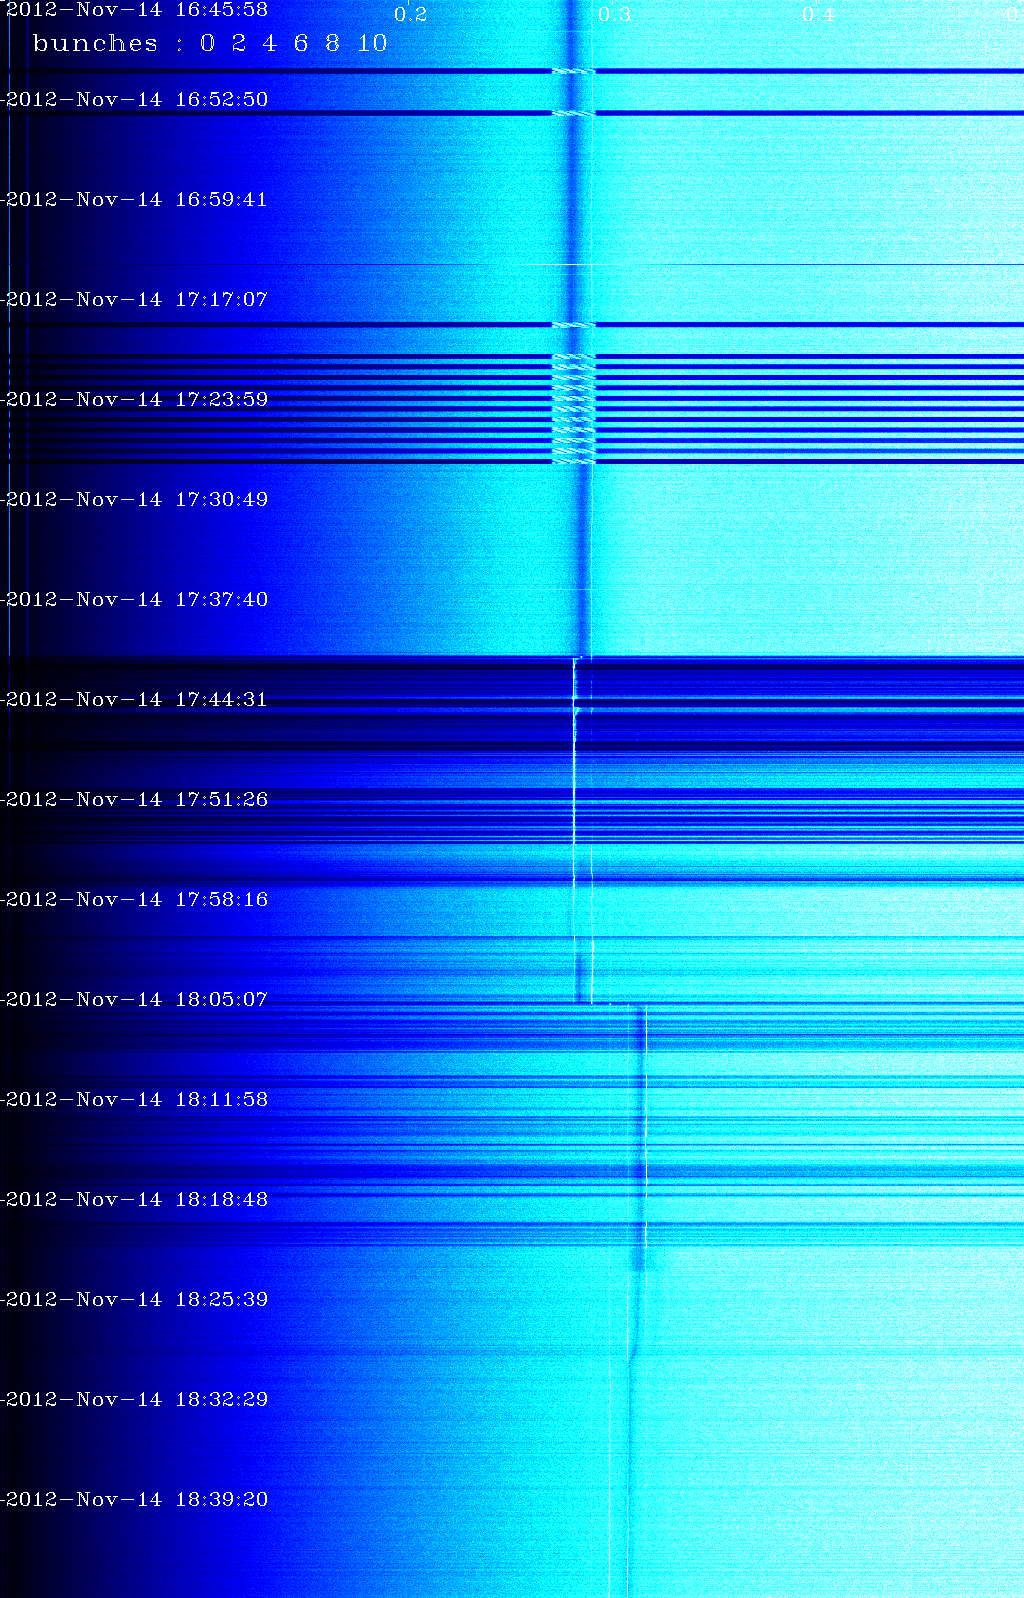 -2012-Nov-14 16:45:58 0.2 0.3 0.4 0
bunches : 0 2 4 6 8 10
-2012-Nov-14 16:52:50
-2012-Nov-14 16:59:41
-2012-Nov-14 17:17:07
-2012-Nov-14 17:23:59
-2012-Nov-14 17:30:49
-2012-Nov-14 17:37:40
-2012-Nov-14 17:44:31
-2012-Nov-14 17:51:26
-2012-Nov-14 17:58:16
-2012-Nov-14 18:05:07
-2012-Nov-14 18:11:58
-2012-Nov-14 18:18:48
-2012-Nov-14 18:25:39
-2012-Nov-14 18:32:29
-2012-Nov-14 18:39:20